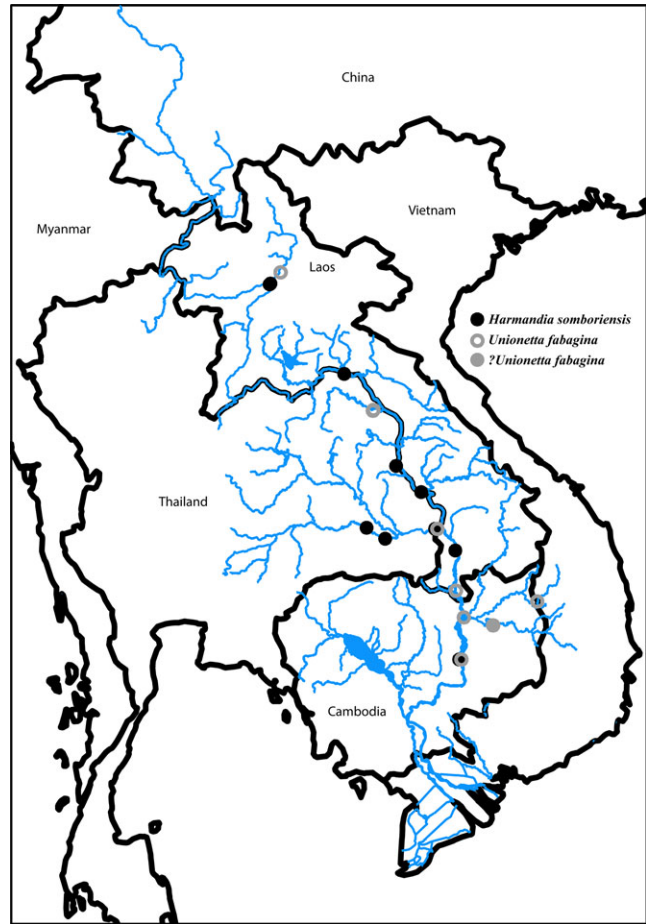 China
Vietnam
Myanmar
Laos
Harmandia somboriensis
Unionetta fabagina
?Unionetta fabagina
Thailand
Cambodia